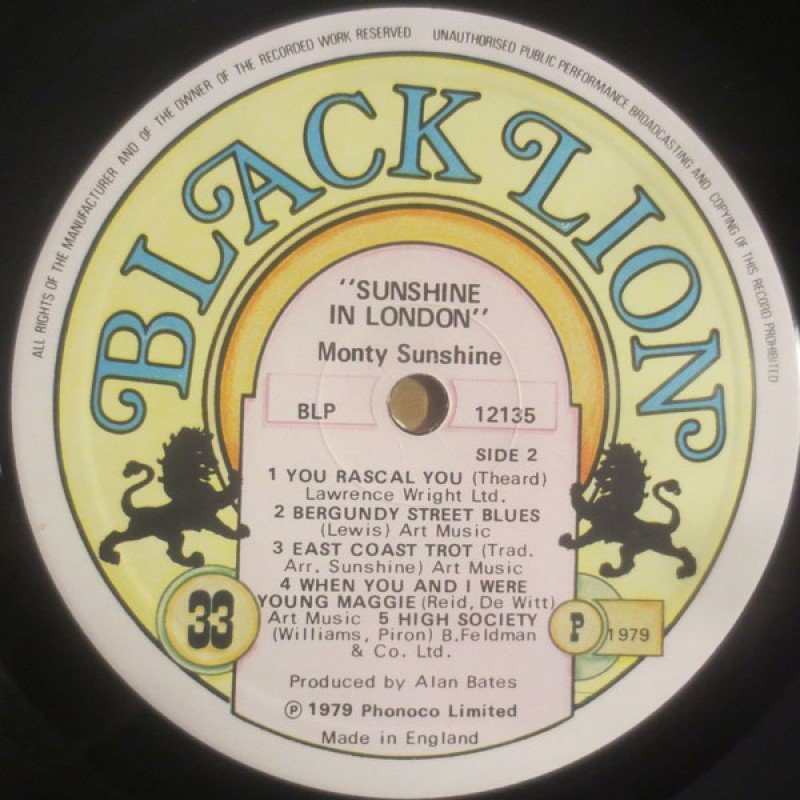 ALL RIGHTS OF THE MANUFACTURER AND OF THE OWNER OF THE RECORDED WORK RESERVED UNAUTHORISED PUBLIC PERFORMANCE BROADCASTING AND COPYING OF THIS RECORD PROHIBITED
BLACK LION
"SUNSHINE
IN LONDON"
Monty Sunshine
BLP 12135
SIDE 2
1 YOU RASCAL YOU (Theard)
Lawrence Wright Ltd.
2 BERGUNDY STREET BLUES
(Lewis) Art Music
3 EAST COAST TROT (Trad.
Arr. Sunshine) Art Music
4 WHEN YOU AND I WERE
YOUNG MAGGIE (Reid, De Witt)
Art Music 5 HIGH SOCIETY
(Williams, Piron) B.Feldman
& Co. Ltd.
33
P 1979
Produced by Alan Bates
℗ 1979 Phonoco Limited
Made in England